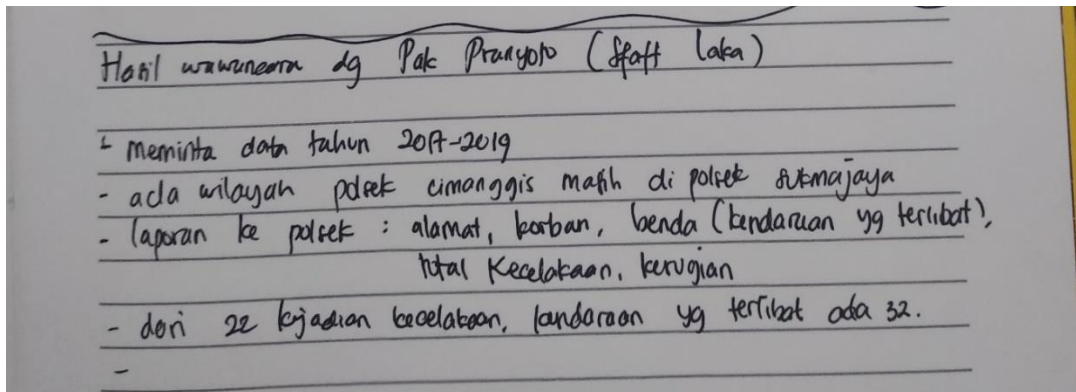 Hasil wawancara dg Pak Pranyoto (Staff laka)
- meminta data tahun 2017-2019
- ada wilayah polsek cimanggis masih di polsek sukmajaya
- laporan ke polsek : alamat, korban, benda (kendaraan yg terlibat),
total kecelakaan, kerugian
- dari 22 kejadian kecelakaan, kendaraan yg terlibat ada 32.
-